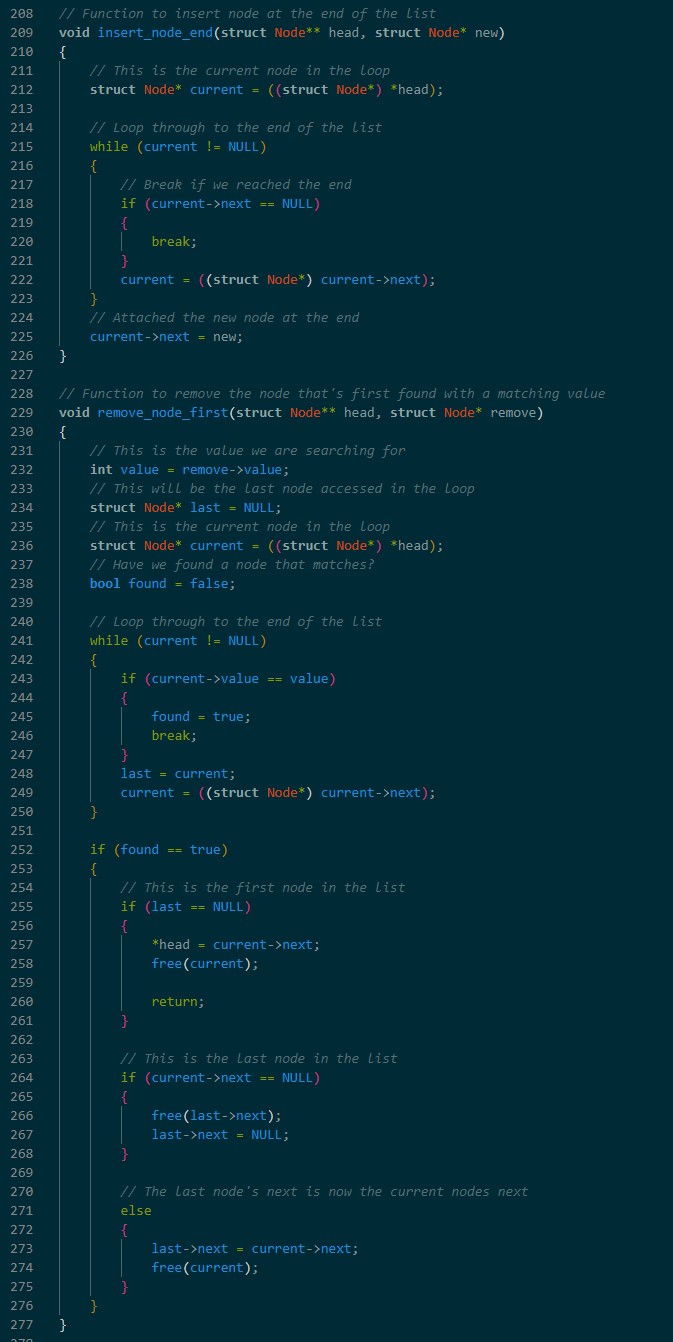 208 // Function to insert node at the end of the list
209 void insert_node_end(struct Node** head, struct Node* new)
210 {
211     // This is the current node in the loop
212     struct Node* current = ((struct Node*) *head);
213
214     // Loop through to the end of the list
215     while (current != NULL)
216     {
217         // Break if we reached the end
218         if (current->next == NULL)
219         {
220             break;
221         }
222         current = ((struct Node*) current->next);
223     }
224     // Attached the new node at the end
225     current->next = new;
226 }
227
228 // Function to remove the node that's first found with a matching value
229 void remove_node_first(struct Node** head, struct Node* remove)
230 {
231     // This is the value we are searching for
232     int value = remove->value;
233     // This will be the last node accessed in the loop
234     struct Node* last = NULL;
235     // This is the current node in the loop
236     struct Node* current = ((struct Node*) *head);
237     // Have we found a node that matches?
238     bool found = false;
239
240     // Loop through to the end of the list
241     while (current != NULL)
242     {
243         if (current->value == value)
244         {
245             found = true;
246             break;
247         }
248         last = current;
249         current = ((struct Node*) current->next);
250     }
251
252     if (found == true)
253     {
254         // This is the first node in the list
255         if (last == NULL)
256         {
257             *head = current->next;
258             free(current);
259
260             return;
261         }
262
263         // This is the last node in the list
264         if (current->next == NULL)
265         {
266             free(last->next);
267             last->next = NULL;
268         }
269
270         // The last node's next is now the current nodes next
271         else
272         {
273             last->next = current->next;
274             free(current);
275         }
276     }
277 }